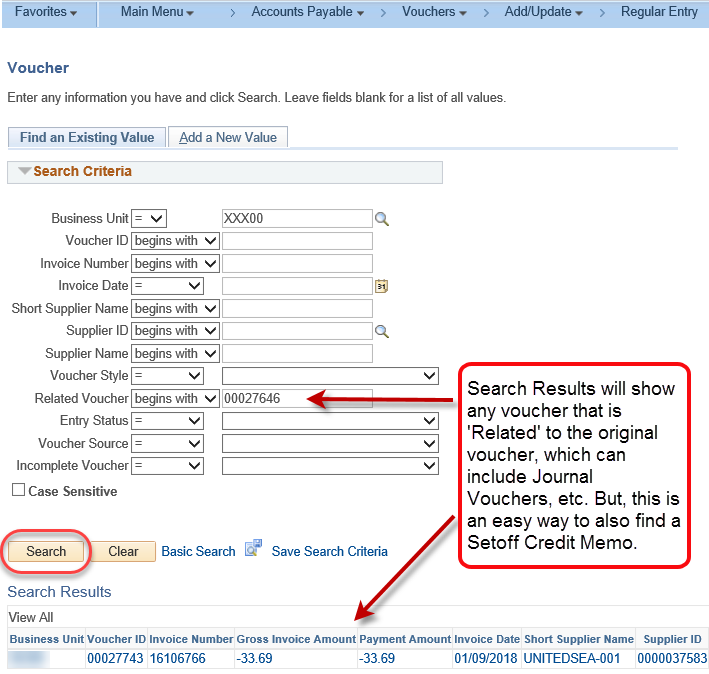 Favorites Main Menu > Accounts Payable > Vouchers > Add/Update > Regular Entry
Voucher
Enter any information you have and click Search. Leave fields blank for a list of all values.
Find an Existing Value Add a New Value
Search Criteria
Business Unit = XXX00
Voucher ID begins with
Invoice Number begins with
Invoice Date = 31
Short Supplier Name begins with
Supplier ID begins with
Supplier Name begins with
Voucher Style =
Related Voucher begins with 00027646
Entry Status =
Voucher Source =
Incomplete Voucher =
Case Sensitive
Search Results will show
any voucher that is
'Related' to the original
voucher, which can
include Journal
Vouchers, etc. But, this is
an easy way to also find a
Setoff Credit Memo.
Search Clear Basic Search Save Search Criteria
Search Results
View All
Business Unit Voucher ID Invoice Number Gross Invoice Amount Payment Amount Invoice Date Short Supplier Name Supplier ID
00027743 16106766 -33.69 -33.69 01/09/2018 UNITEDSEA-001 0000037583